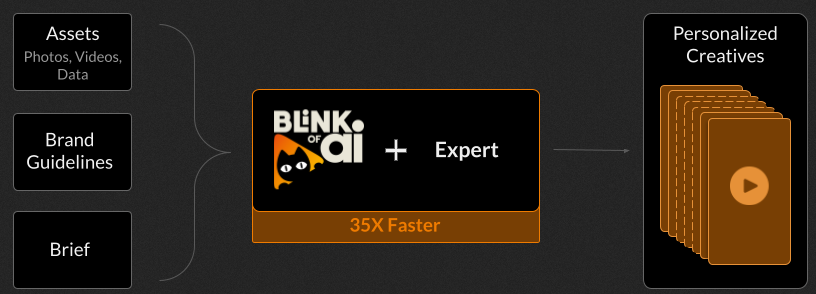 Assets
Photos, Videos,
Data
Brand
Guidelines
Brief
BLiNK.
OF ai
+ Expert
35X Faster
Personalized
Creatives